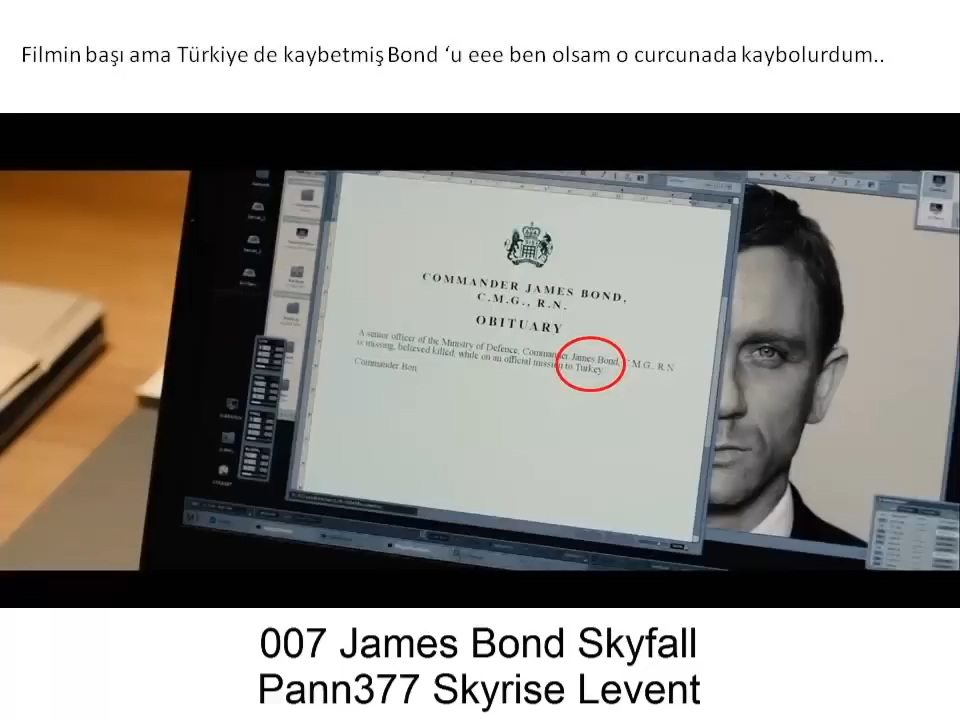 Filmin başı ama Türkiye de kaybetmiş Bond ‘u eee ben olsam o curcunada kaybolurdum..
COMMANDER JAMES BOND,
C.M.G., R.N.
OBITUARY
A senior officer of the Ministry of Defence, Commander James Bond, C.M.G., R.N
is missing, believed killed, while on an official mission to Turkey.
Commander Bon
007 James Bond Skyfall
Pann377 Skyrise Levent